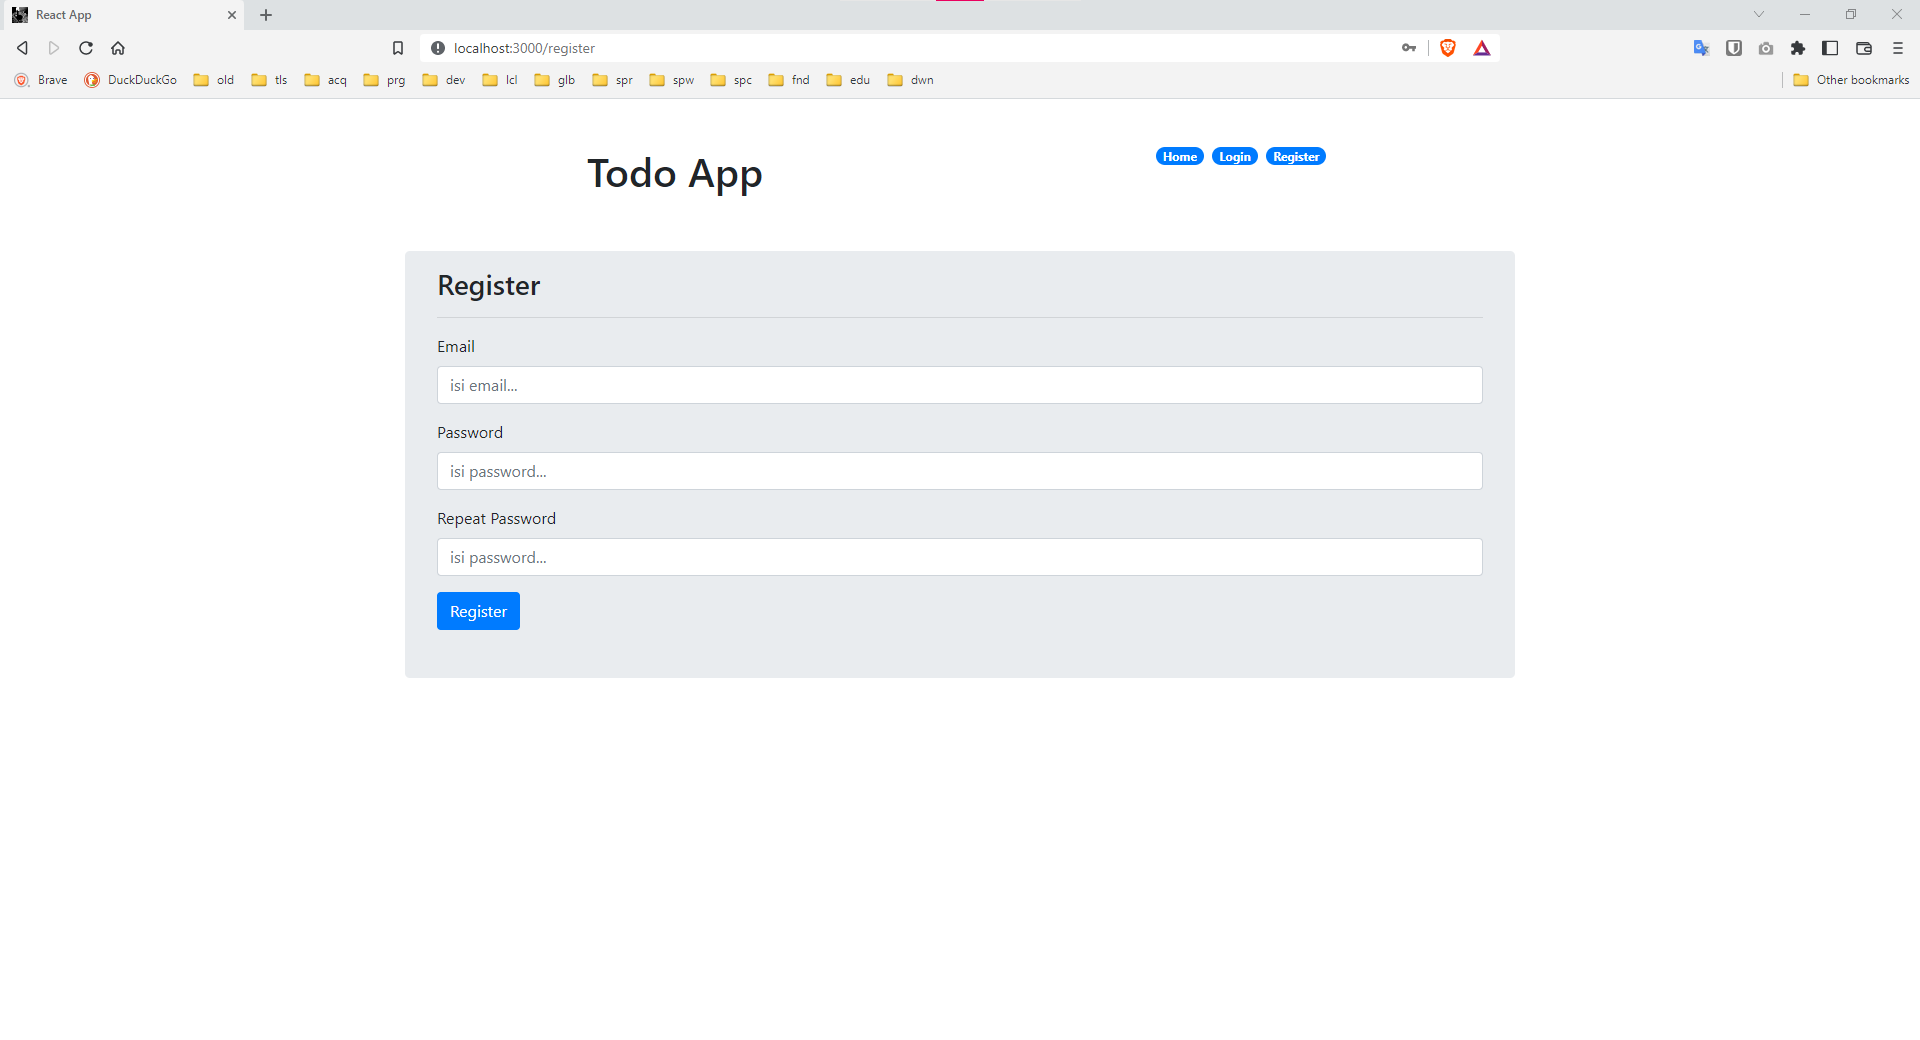 React App
localhost:3000/register
Brave DuckDuckGo old tls acq prg dev lcl glb spr spw spc fnd edu dwn Other bookmarks
Todo App
Home Login Register
Register
Email
isi email...
Password
isi password...
Repeat Password
isi password...
Register